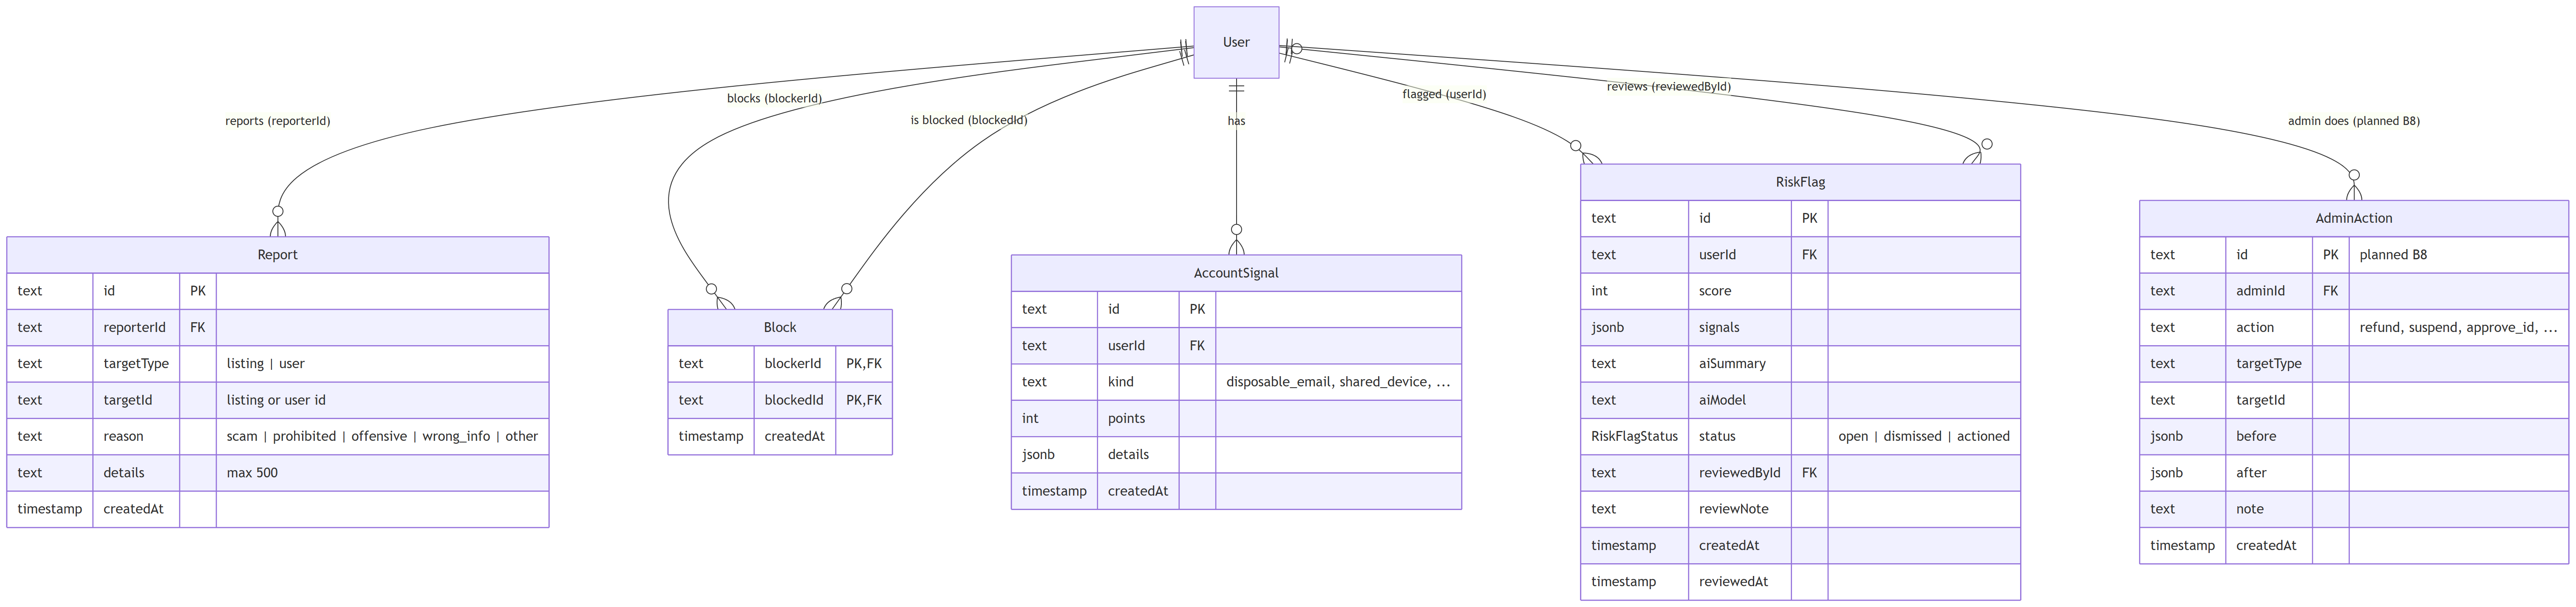 User
blocks (blockerId)
flagged (userId)
reviews (reviewedById)
reports (reporterId)
is blocked (blockedId)
has
admin does (planned B8)
Report
text id PK
text reporterId FK
text targetType listing | user
text targetId listing or user id
text reason scam | prohibited | offensive | wrong_info | other
text details max 500
timestamp createdAt
Block
text blockerId PK,FK
text blockedId PK,FK
timestamp createdAt
AccountSignal
text id PK
text userId FK
text kind disposable_email, shared_device, ...
int points
jsonb details
timestamp createdAt
RiskFlag
text id PK
text userId FK
int score
jsonb signals
text aiSummary
text aiModel
RiskFlagStatus status open | dismissed | actioned
text reviewedById FK
text reviewNote
timestamp createdAt
timestamp reviewedAt
AdminAction
text id PK planned B8
text adminId FK
text action refund, suspend, approve_id, ...
text targetType
text targetId
jsonb before
jsonb after
text note
timestamp createdAt